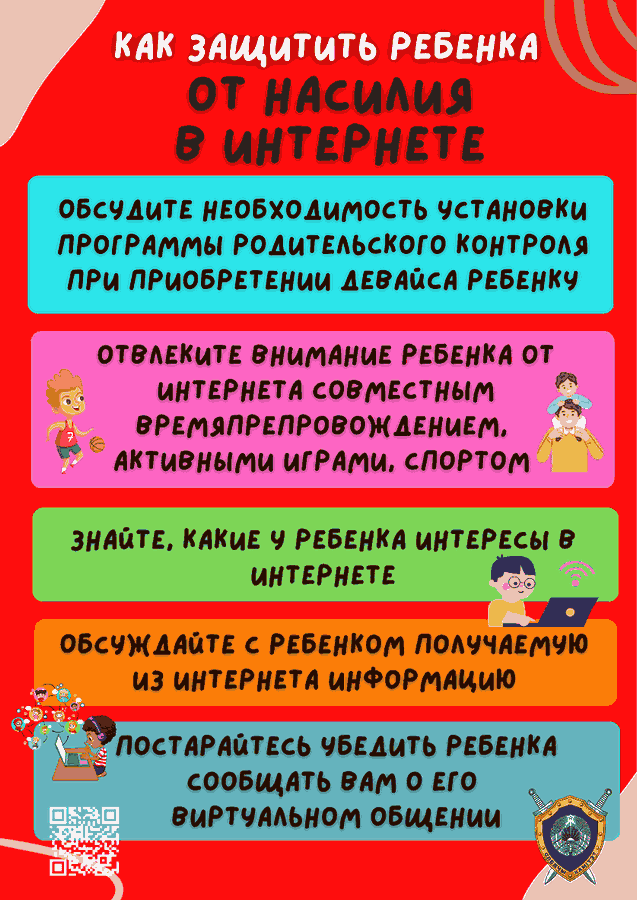 КАК ЗАЩИТИТЬ РЕБЕНКА
ОТ НАСИЛИЯ
В ИНТЕРНЕТЕ
ОБСУДИТЕ НЕОБХОДИМОСТЬ УСТАНОВКИ
ПРОГРАММЫ РОДИТЕЛЬСКОГО КОНТРОЛЯ
ПРИ ПРИОБРЕТЕНИИ ДЕВАЙСА РЕБЕНКУ
ОТВЛЕКИТЕ ВНИМАНИЕ РЕБЕНКА ОТ
ИНТЕРНЕТА СОВМЕСТНЫМ
ВРЕМЯПРЕПРОВОЖДЕНИЕМ,
АКТИВНЫМИ ИГРАМИ, СПОРТОМ
7
ЗНАЙТЕ, КАКИЕ У РЕБЕНКА ИНТЕРЕСЫ В
ИНТЕРНЕТЕ
ОБСУЖДАЙТЕ С РЕБЕНКОМ ПОЛУЧАЕМУЮ
ИЗ ИНТЕРНЕТА ИНФОРМАЦИЮ
ПОСТАРАЙТЕСЬ УБЕДИТЬ РЕБЕНКА
СООБЩАТЬ ВАМ О ЕГО
ВИРТУАЛЬНОМ ОБЩЕНИИ